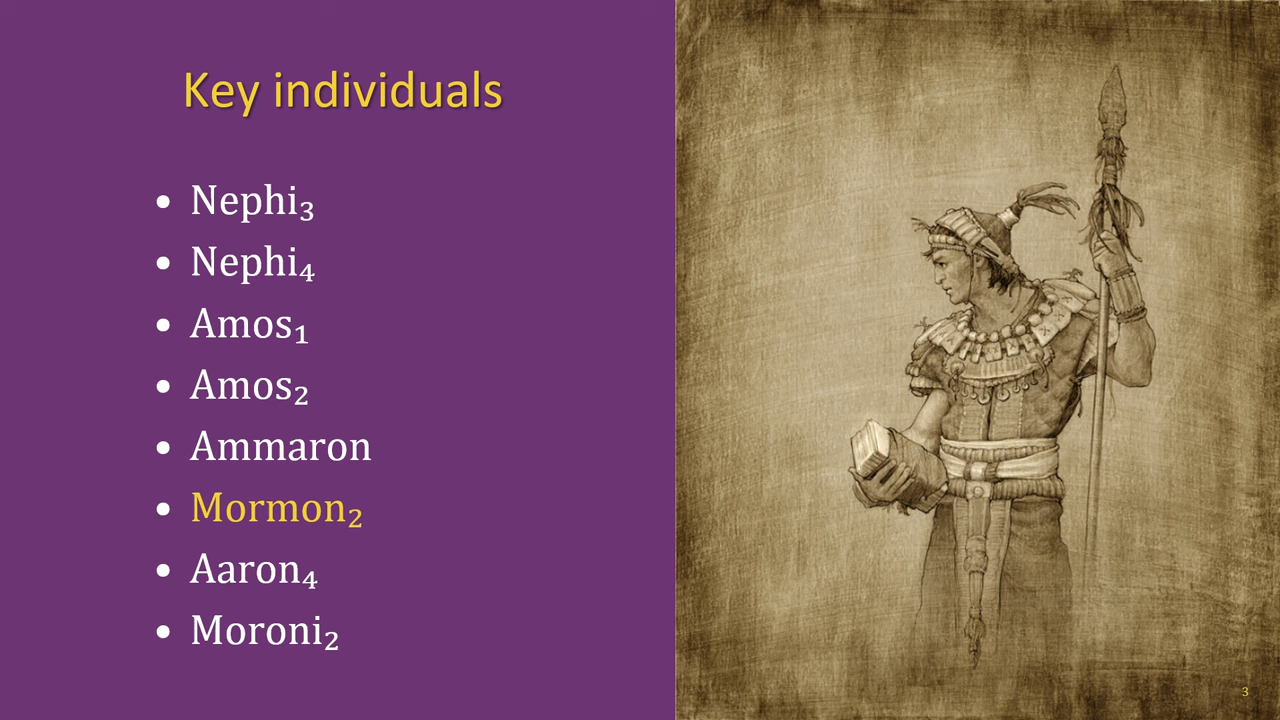 Key individuals
• Nephi₃
• Nephi₄
• Amos₁
• Amos₂
• Ammaron
• Mormon₂
• Aaron₄
• Moroni₂
3